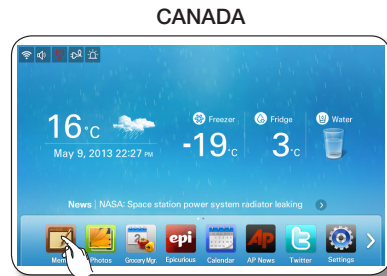 CANADA
16°C
May 9, 2013 22:27 PM
Freezer
-19°C
Fridge
3°C
Water
News | NASA: Space station power system radiator leaking
31
epi
AP
Photos
Grocery Mgr.
Epicurious
Calendar
AP News
Twitter
Settings